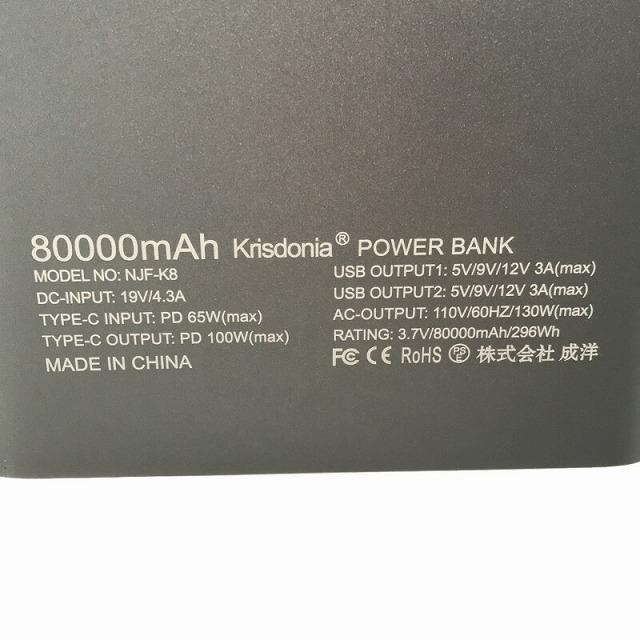 80000mAh Krisdonia® POWER BANK
MODEL NO: NJF-K8
DC-INPUT: 19V/4.3A
TYPE-C INPUT: PD 65W(max)
TYPE-C OUTPUT: PD 100W(max)
MADE IN CHINA
USB OUTPUT1: 5V/9V/12V 3A(max)
USB OUTPUT2: 5V/9V/12V 3A(max)
AC-OUTPUT: 110V/60HZ/130W(max)
RATING: 3.7V/80000mAh/296Wh
FC CE RoHS PSE 株式会社 成洋